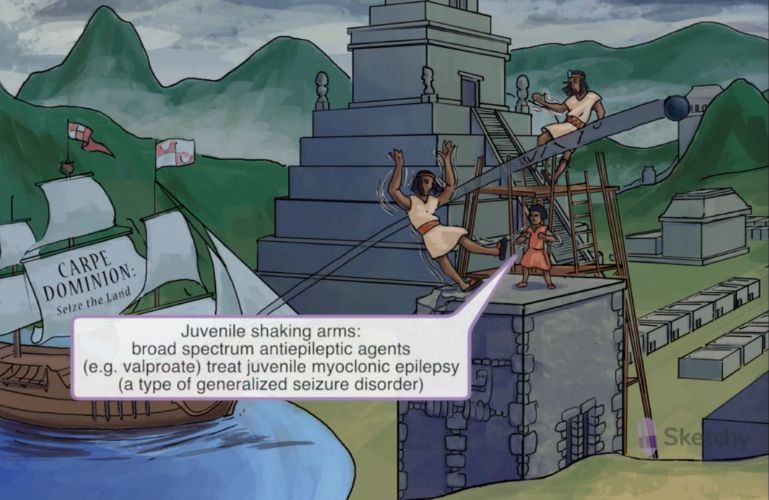 CARPE
DOMINION:
Seize the Land
Juvenile shaking arms:
broad spectrum antiepileptic agents
(e.g. valproate) treat juvenile myoclonic epilepsy
(a type of generalized seizure disorder)
Sketchy